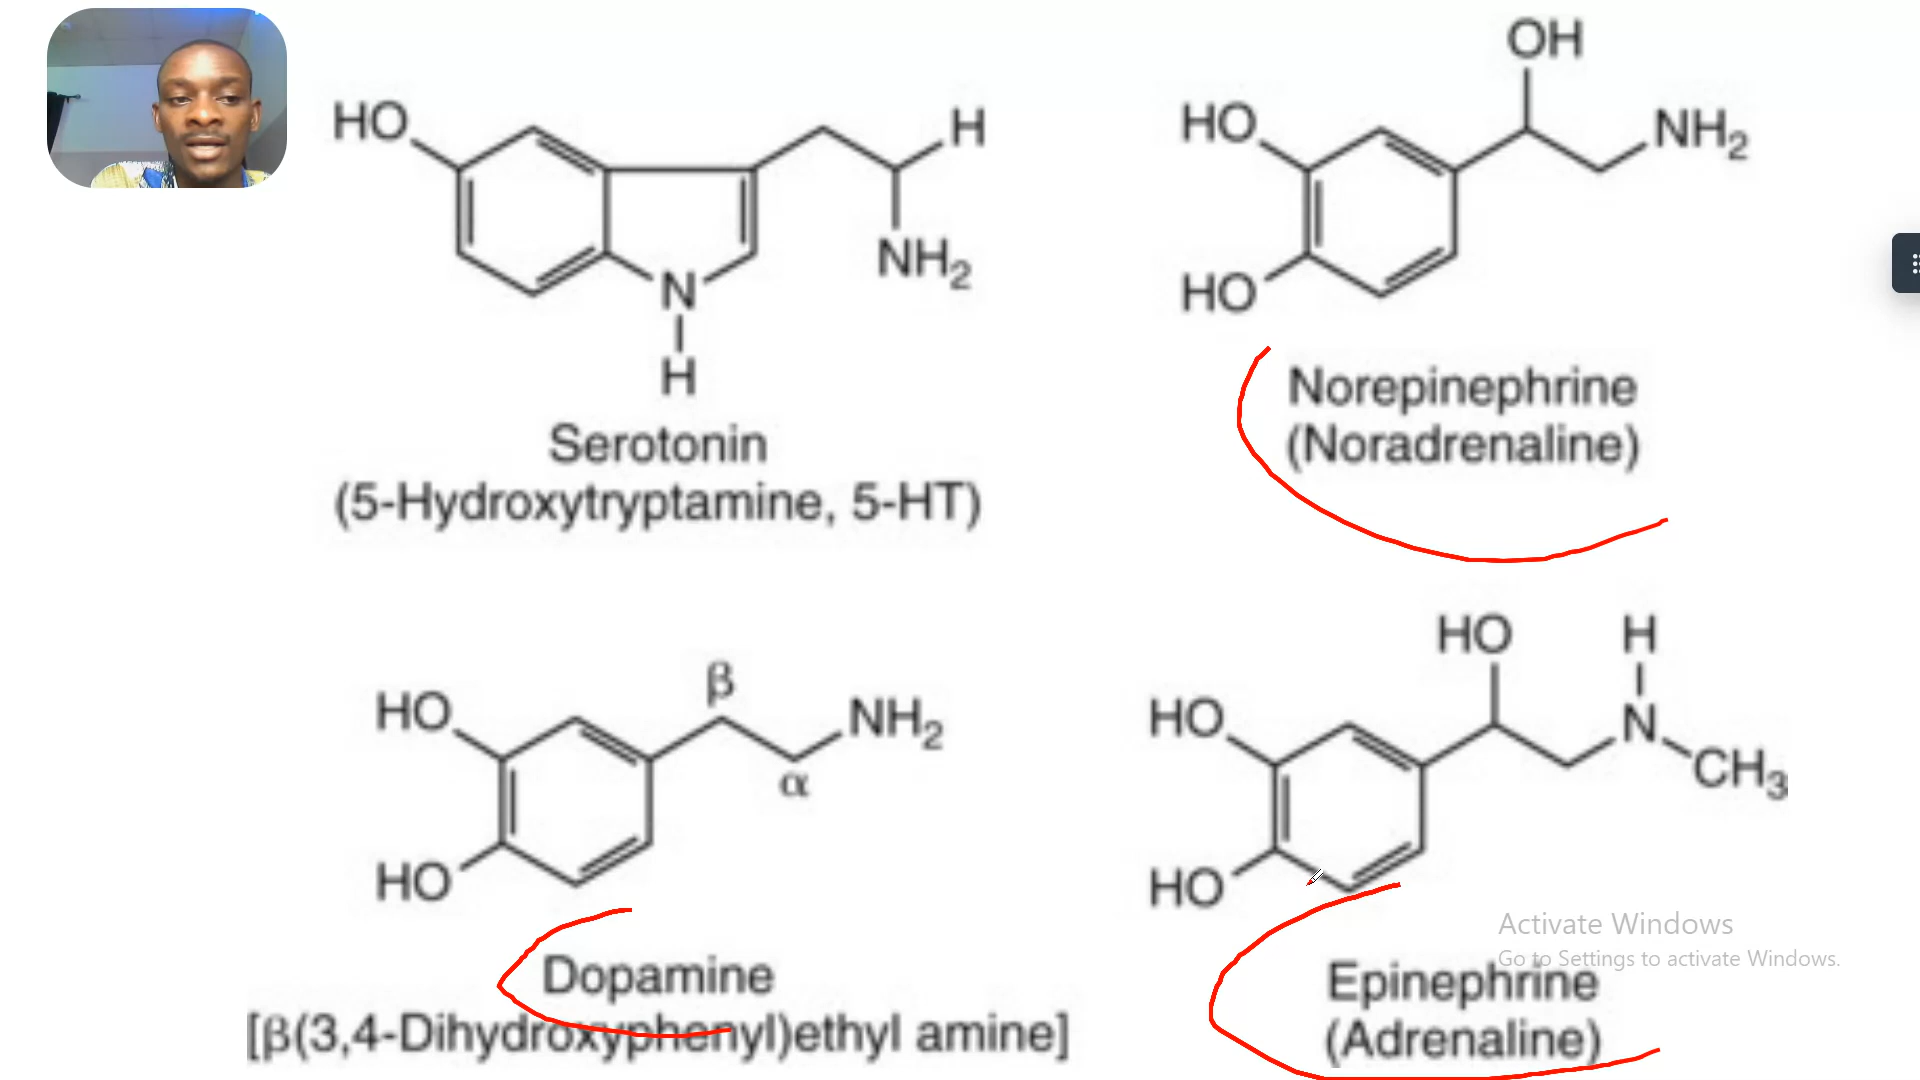 OH
HO
H
HO
NH2
NH2
N
H
HO
Norepinephrine
(Noradrenaline)
Serotonin
(5-Hydroxytryptamine, 5-HT)
HO
H
β
HO
NH2
HO
N
α
CH3
HO
HO
Activate Windows
Go to Settings to activate Windows.
Dopamine
[β(3,4-Dihydroxyphenyl)ethyl amine]
Epinephrine
(Adrenaline)